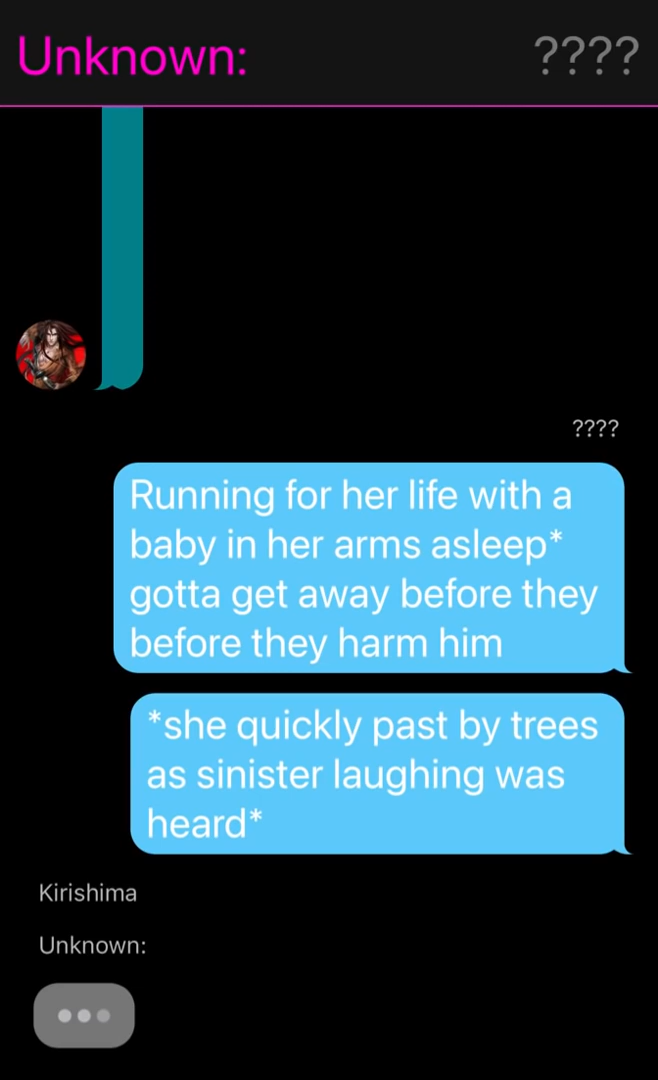 Unknown: ????
????
Running for her life with a
baby in her arms asleep*
gotta get away before they
before they harm him
*she quickly past by trees
as sinister laughing was
heard*
Kirishima
Unknown: